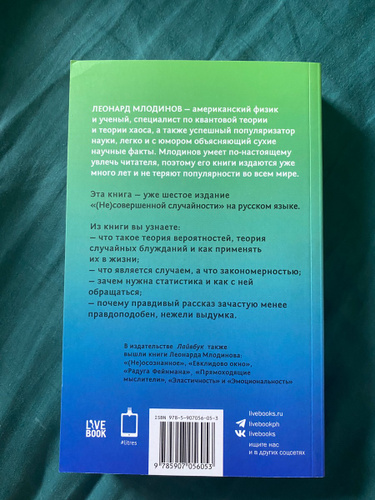 ЛЕОНАРД МЛОДИНОВ — американский физик
и ученый, специалист по квантовой теории
и теории хаоса, а также успешный популяризатор
науки, легко и с юмором объясняющий сухие
научные факты. Млодинов умеет по-настоящему
увлечь читателя, поэтому его книги издаются уже
много лет и не теряют популярности во всем мире.
Эта книга — уже шестое издание
«(Не)совершенной случайности» на русском языке.
Из книги вы узнаете:
— что такое теория вероятностей, теория
случайных блужданий и как применять
их в жизни;
— что является случаем, а что закономерностью;
— зачем нужна статистика и как с ней
обращаться;
— почему правдивый рассказ зачастую менее
правдоподобен, нежели выдумка.
В издательстве Лайвбук также
вышли книги Леонарда Млодинова:
«(Не)осознанное», «Евклидово окно»,
«Радуга Фейнмана», «Прямоходящие
мыслители», «Эластичность» и «Эмоциональность»
LIVE
BOOK
#litres
ISBN 978-5-907056-05-3
9 785907 056053
livebooks.ru
livebookph
livebooks
ищите нас
и в других соцсетях